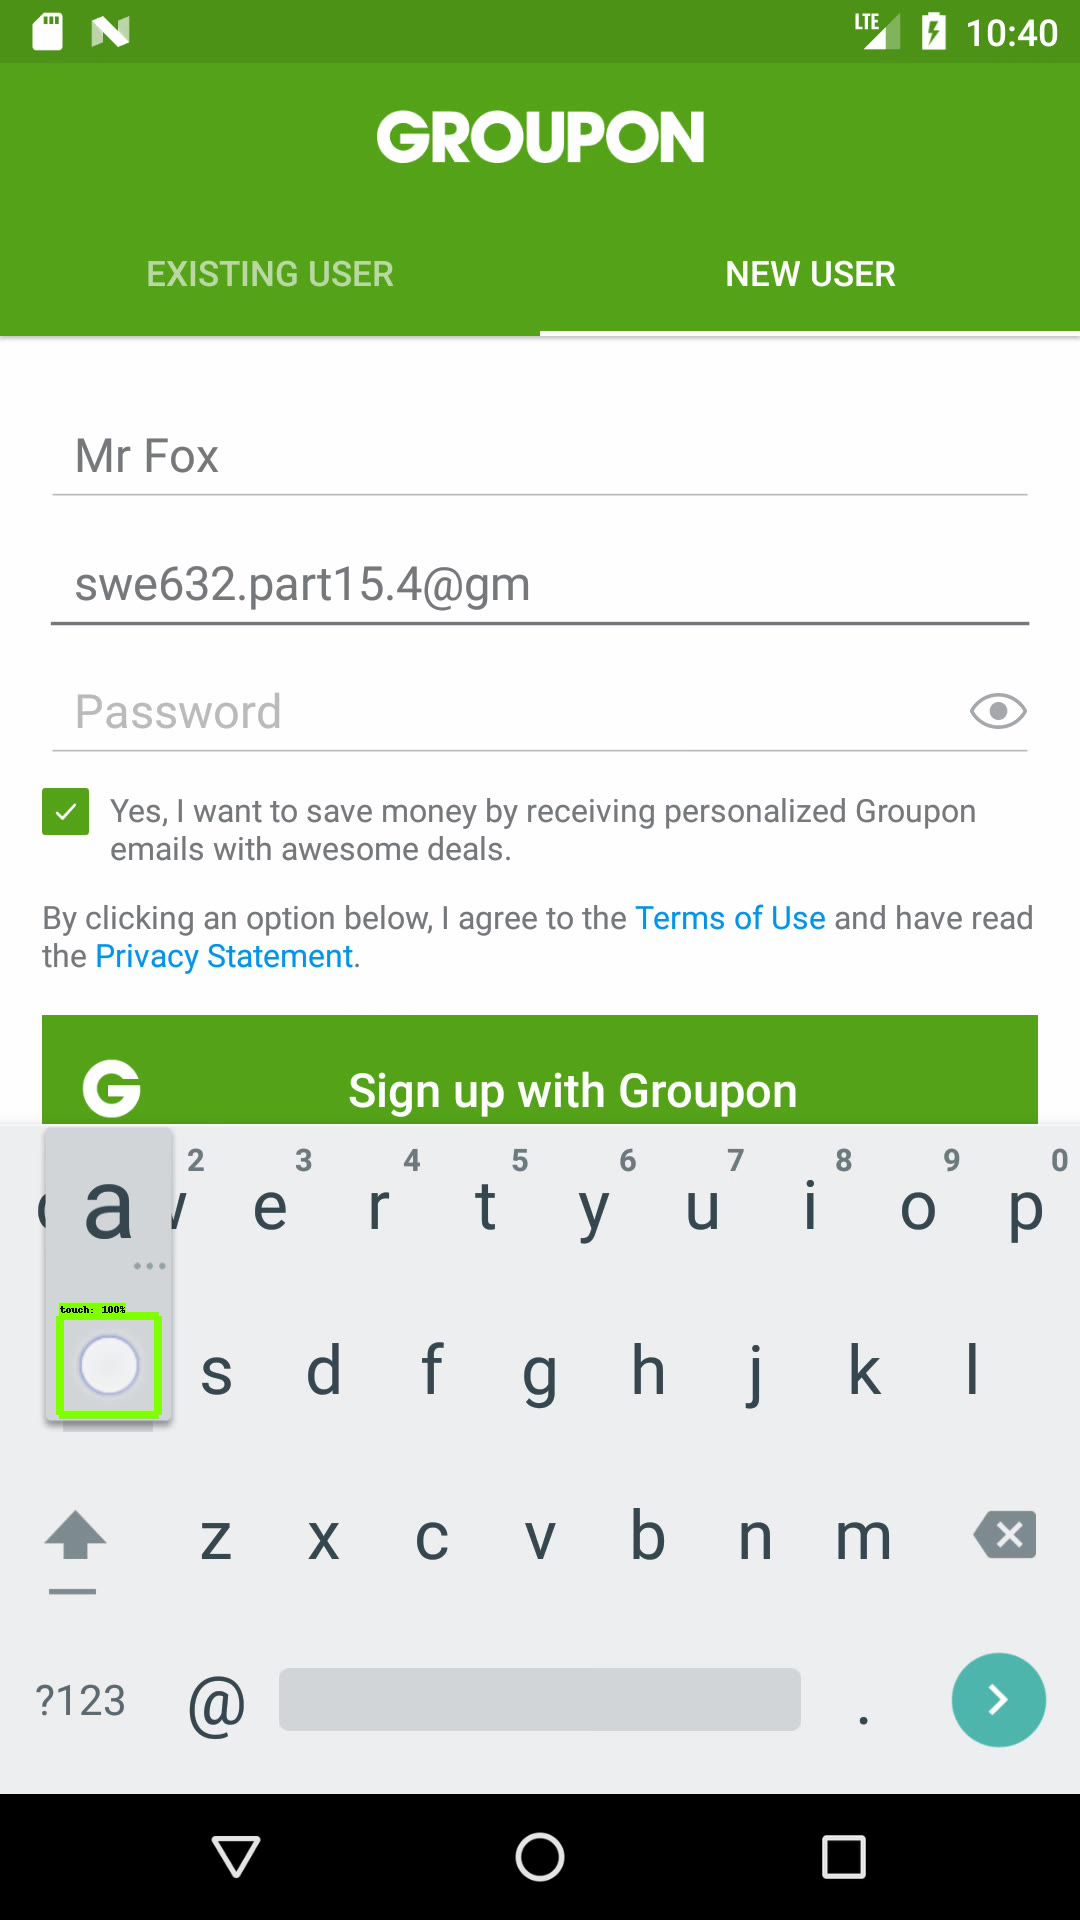 LTE 10:40
GROUPON
EXISTING USER NEW USER
Mr Fox
swe632.part15.4@gm
Password
Yes, I want to save money by receiving personalized Groupon
emails with awesome deals.
By clicking an option below, I agree to the Terms of Use and have read
the Privacy Statement.
G Sign up with Groupon
a
2 3 4 5 6 7 8 9 0
e r t y u i o p
touch: 100%
s d f g h j k l
z x c v b n m
?123 @ .